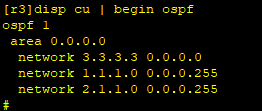 [r3]disp cu | begin ospf
ospf 1
area 0.0.0.0
network 3.3.3.3 0.0.0.0
network 1.1.1.0 0.0.0.255
network 2.1.1.0 0.0.0.255
#